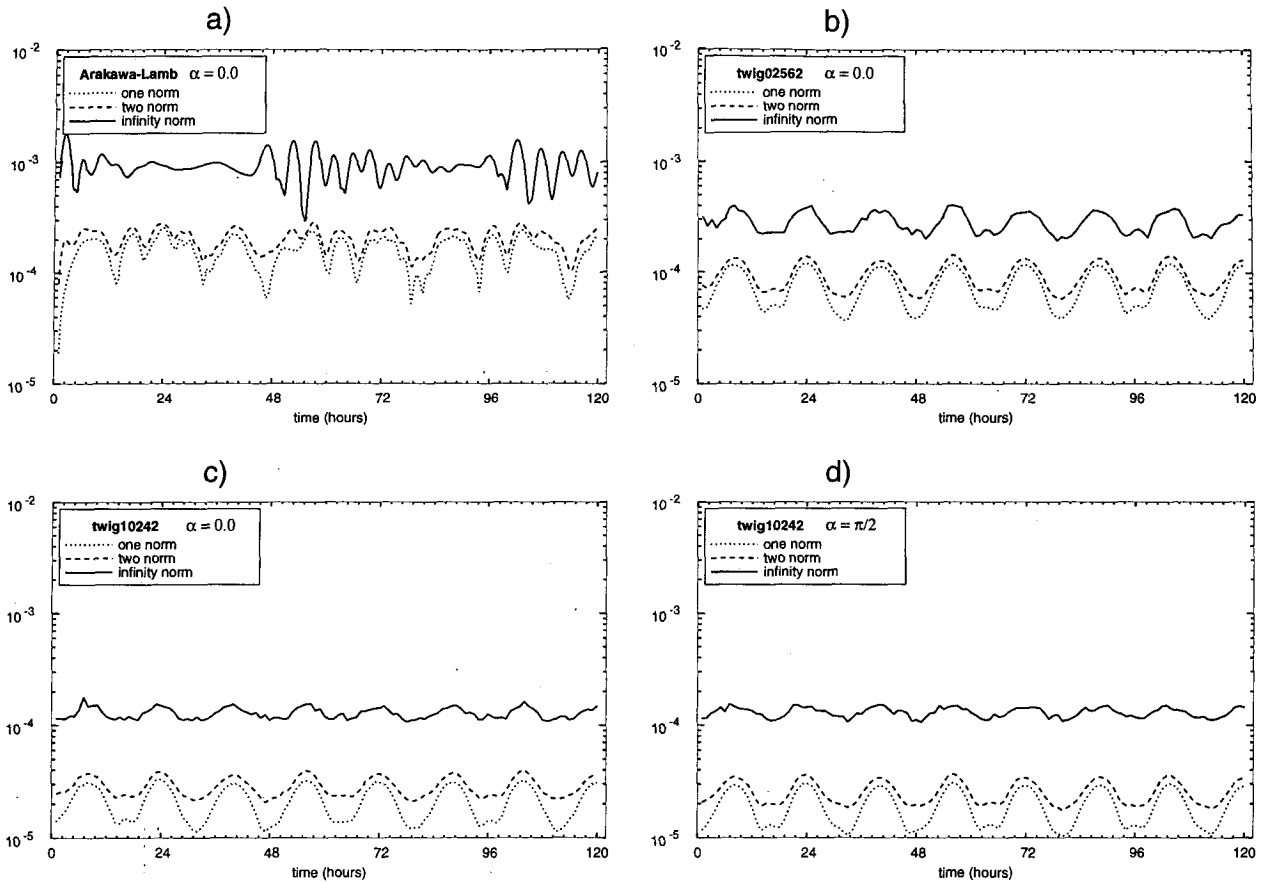 a)
10^-2
10^-3
10^-4
10^-5
Arakawa-Lamb α = 0.0
one norm
two norm
infinity norm
0 24 48 72 96 120
time (hours)
b)
10^-2
10^-3
10^-4
10^-5
twig02562 α = 0.0
one norm
two norm
infinity norm
0 24 48 72 96 120
time (hours)
c)
10^-2
10^-3
10^-4
10^-5
twig10242 α = 0.0
one norm
two norm
infinity norm
0 24 48 72 96 120
time (hours)
d)
10^-2
10^-3
10^-4
10^-5
twig10242 α = π/2
one norm
two norm
infinity norm
0 24 48 72 96 120
time (hours)